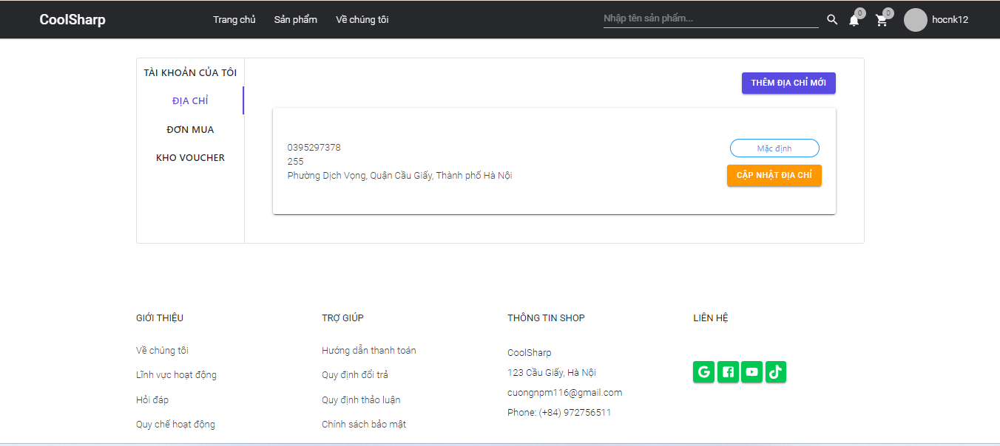 CoolSharp
Trang chủ
Sản phẩm
Về chúng tôi
Nhập tên sản phẩm...
0
0
hocnk12
TÀI KHOẢN CỦA TÔI
ĐỊA CHỈ
ĐƠN MUA
KHO VOUCHER
THÊM ĐỊA CHỈ MỚI
0395297378
255
Phường Dịch Vọng, Quận Cầu Giấy, Thành phố Hà Nội
Mặc định
CẬP NHẬT ĐỊA CHỈ
GIỚI THIỆU
Về chúng tôi
Lĩnh vực hoạt động
Hỏi đáp
Quy chế hoạt động
TRỢ GIÚP
Hướng dẫn thanh toán
Quy định đổi trả
Quy định thảo luận
Chính sách bảo mật
THÔNG TIN SHOP
CoolSharp
123 Cầu Giấy, Hà Nội
cuongnpm116@gmail.com
Phone: (+84) 972756511
LIÊN HỆ